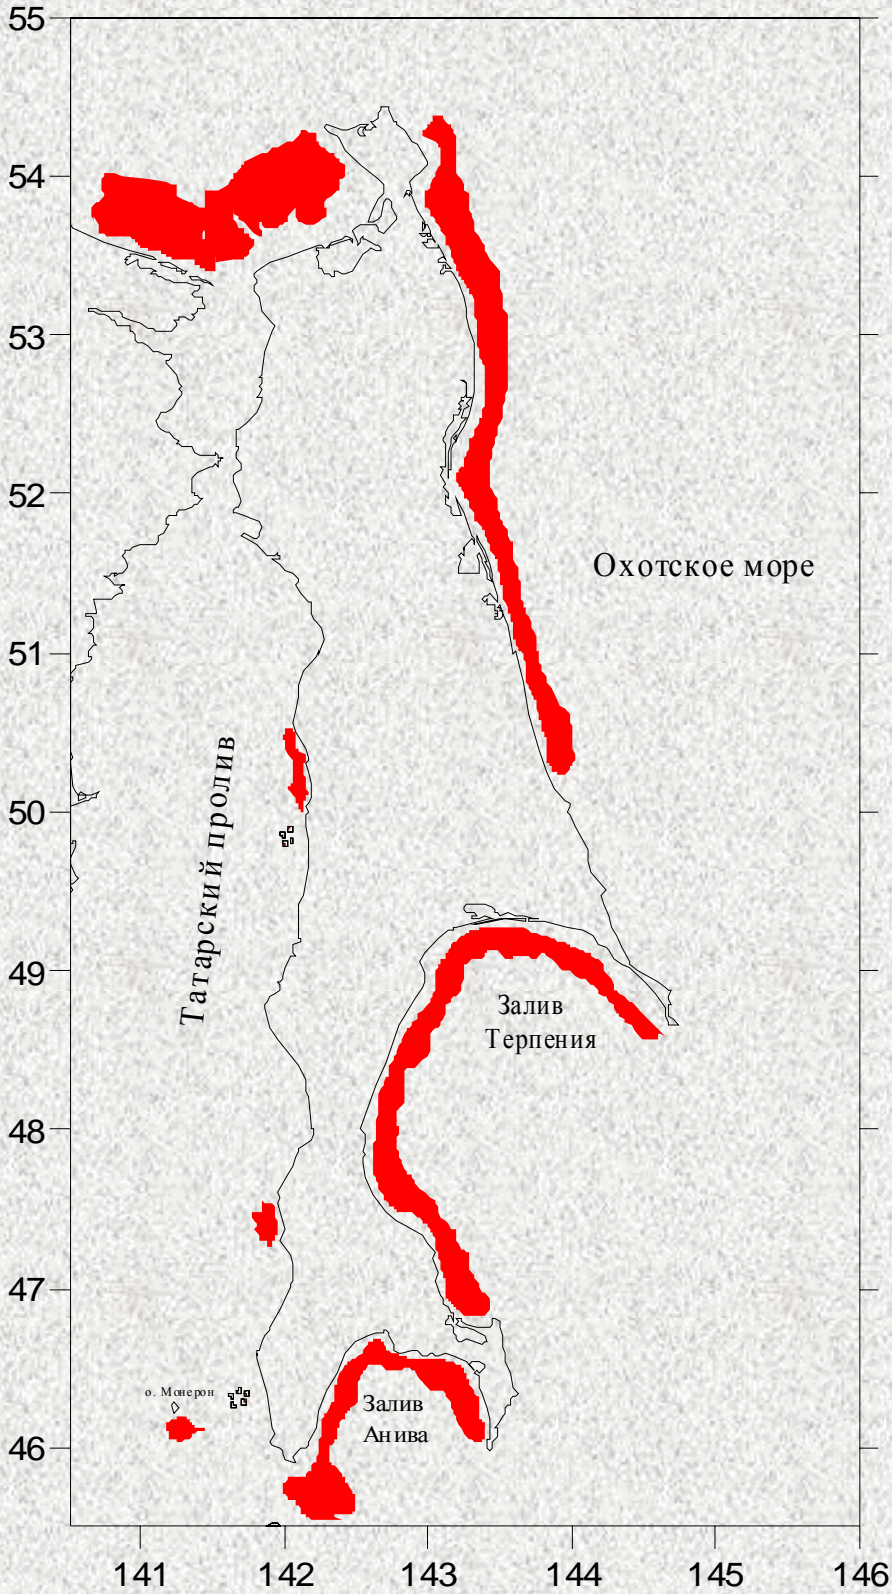 55
54
53
52
Охотское море
51
Татарский пролив
50
49
Залив
Терпения
48
47
о. Монерон
Залив
Анива
46
141 142 143 144 145 146